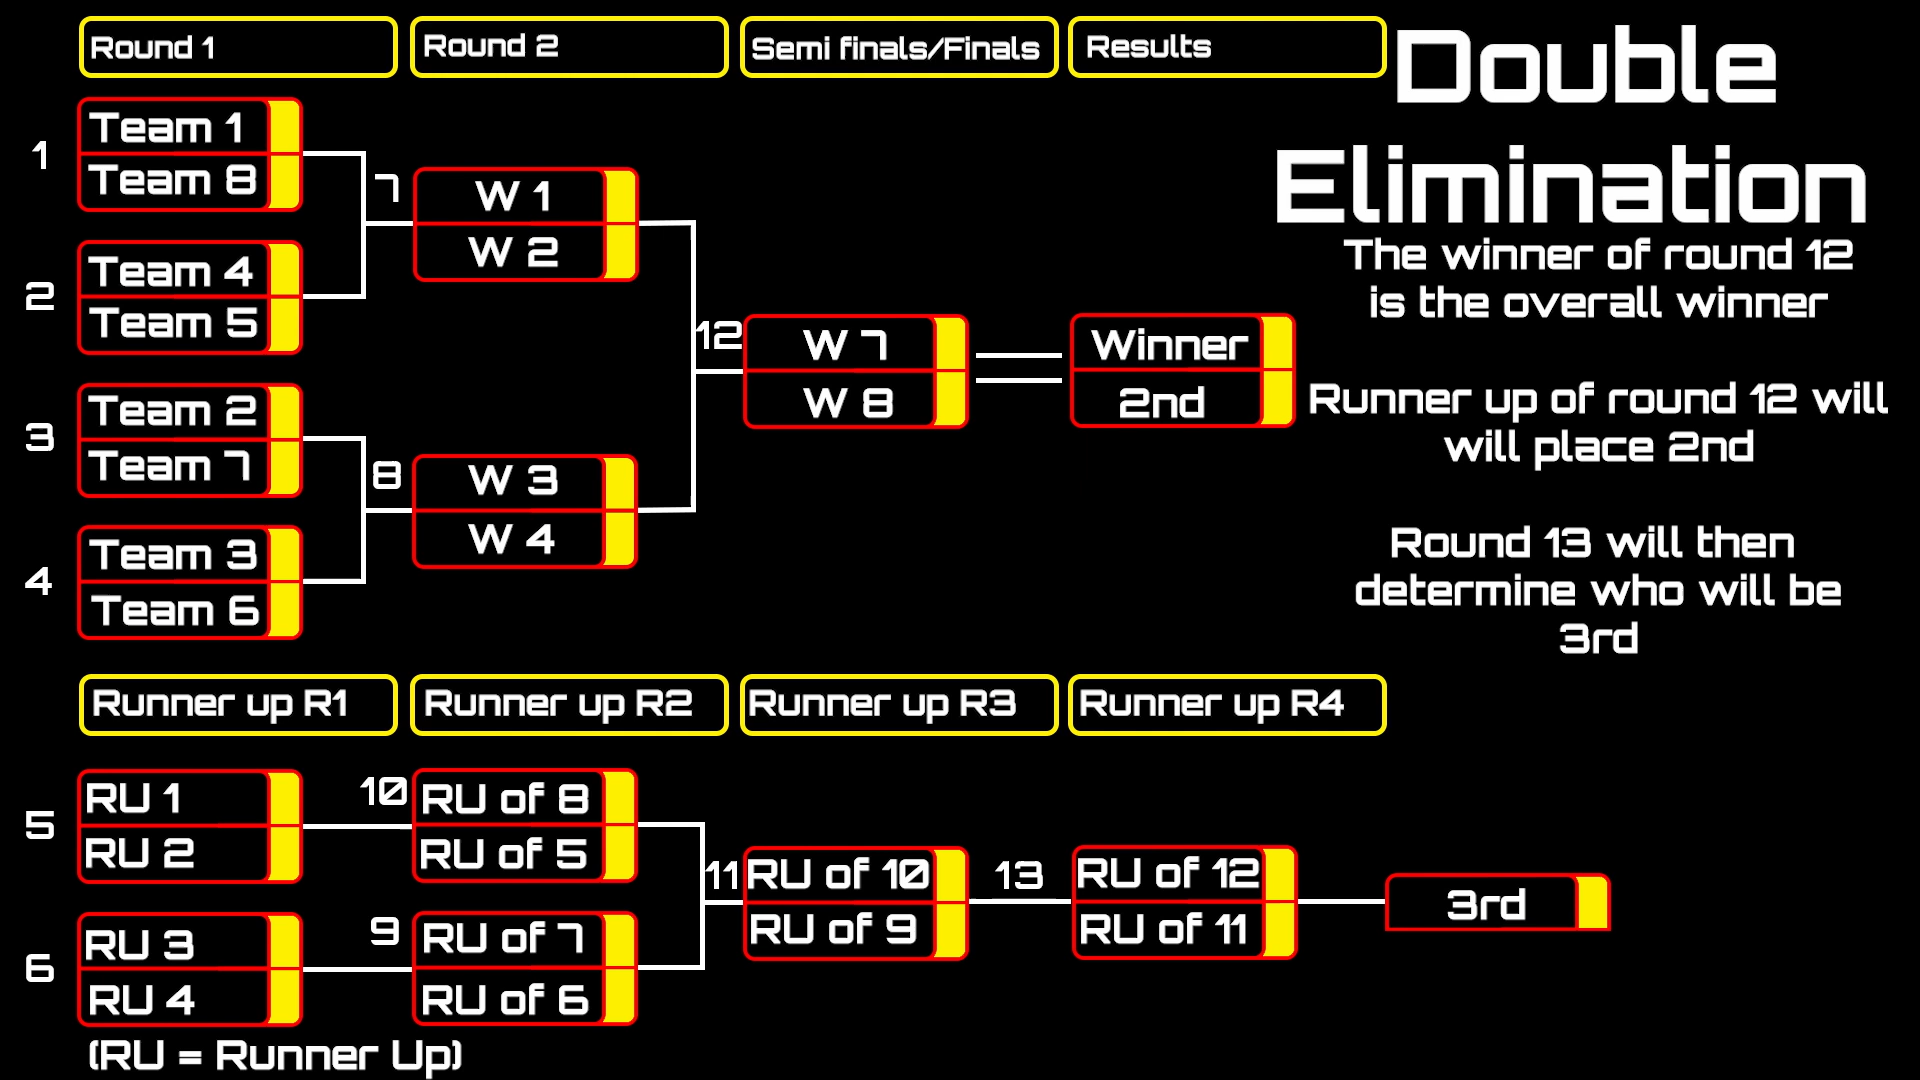 Round 1
Round 2
Semi finals/Finals
Results
Double
Elimination
The winner of round 12
is the overall winner
Runner up of round 12 will
will place 2nd
Round 13 will then
determine who will be
3rd
1
Team 1
Team 8
2
Team 4
Team 5
3
Team 2
Team 7
4
Team 3
Team 6
7
W 1
W 2
8
W 3
W 4
12
W 7
W 8
Winner
2nd
Runner up R1
Runner up R2
Runner up R3
Runner up R4
5
RU 1
RU 2
6
RU 3
RU 4
10
RU of 8
RU of 5
9
RU of 7
RU of 6
11
RU of 10
RU of 9
13
RU of 12
RU of 11
3rd
(RU = Runner Up)